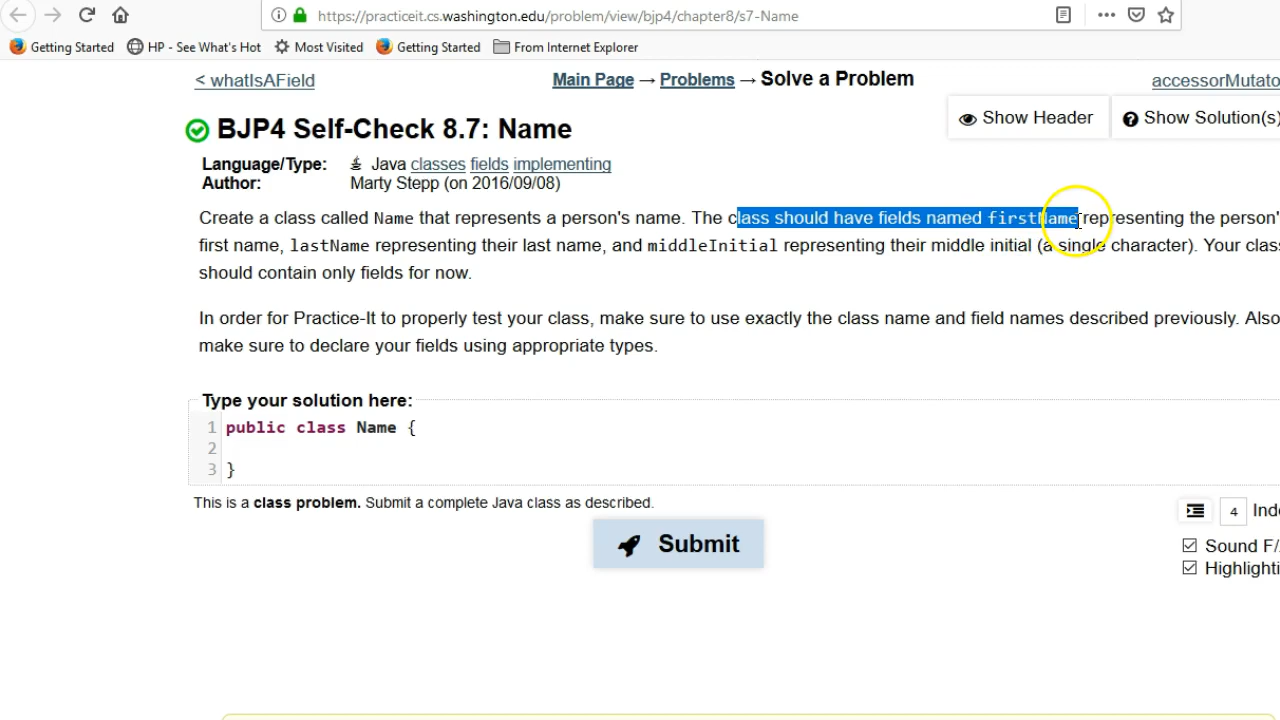 https://practiceit.cs.washington.edu/problem/view/bjp4/chapter8/s7-Name
Getting Started HP - See What's Hot Most Visited Getting Started From Internet Explorer
< whatIsAField Main Page → Problems → Solve a Problem accessorMutato
Show Header Show Solution(s)
BJP4 Self-Check 8.7: Name
Language/Type: Java classes fields implementing
Author: Marty Stepp (on 2016/09/08)
Create a class called Name that represents a person's name. The class should have fields named firstName representing the person'
first name, lastName representing their last name, and middleInitial representing their middle initial (a single character). Your clas
should contain only fields for now.
In order for Practice-It to properly test your class, make sure to use exactly the class name and field names described previously. Also
make sure to declare your fields using appropriate types.
Type your solution here:
1 public class Name {
2
3 }
This is a class problem. Submit a complete Java class as described.
4 Inde
Submit
Sound F/
Highlighti